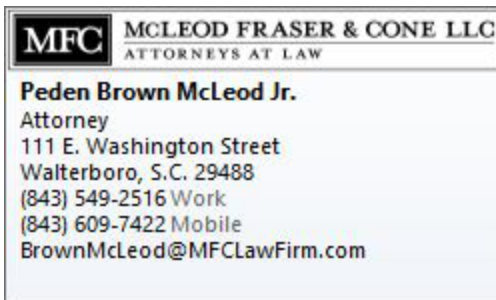 MFC
McLEOD FRASER & CONE LLC
ATTORNEYS AT LAW
Peden Brown McLeod Jr.
Attorney
111 E. Washington Street
Walterboro, S.C. 29488
(843) 549-2516 Work
(843) 609-7422 Mobile
BrownMcLeod@MFCLawFirm.com